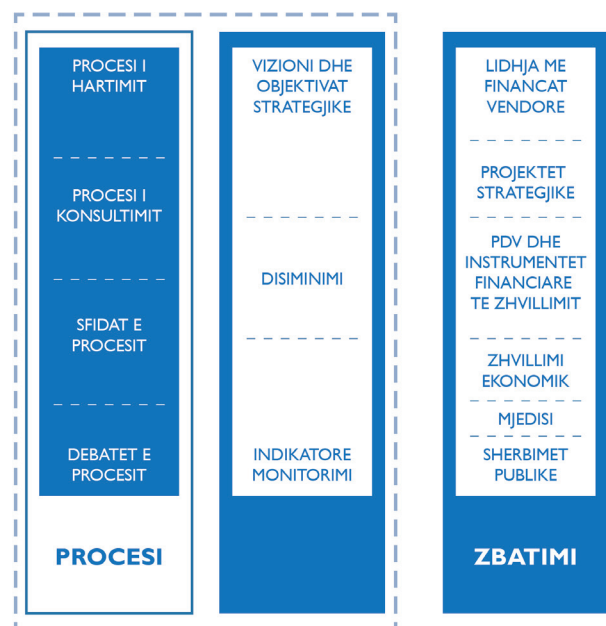 PROCESI I
HARTIMIT
PROCESI I
KONSULTIMIT
SFIDAT E
PROCESIT
DEBATET E
PROCESIT
PROCESI
VIZIONI DHE
OBJEKTIVAT
STRATEGJIKE
DISIMINIMI
INDIKATORE
MONITORIMI
LIDHJA ME
FINANCAT
VENDORE
PROJEKTET
STRATEGJIKE
PDV DHE
INSTRUMENTET
FINANCIARE
TE ZHVILLIMIT
ZHVILLIMI
EKONOMIK
MJEDISI
SHERBIMET
PUBLIKE
ZBATIMI